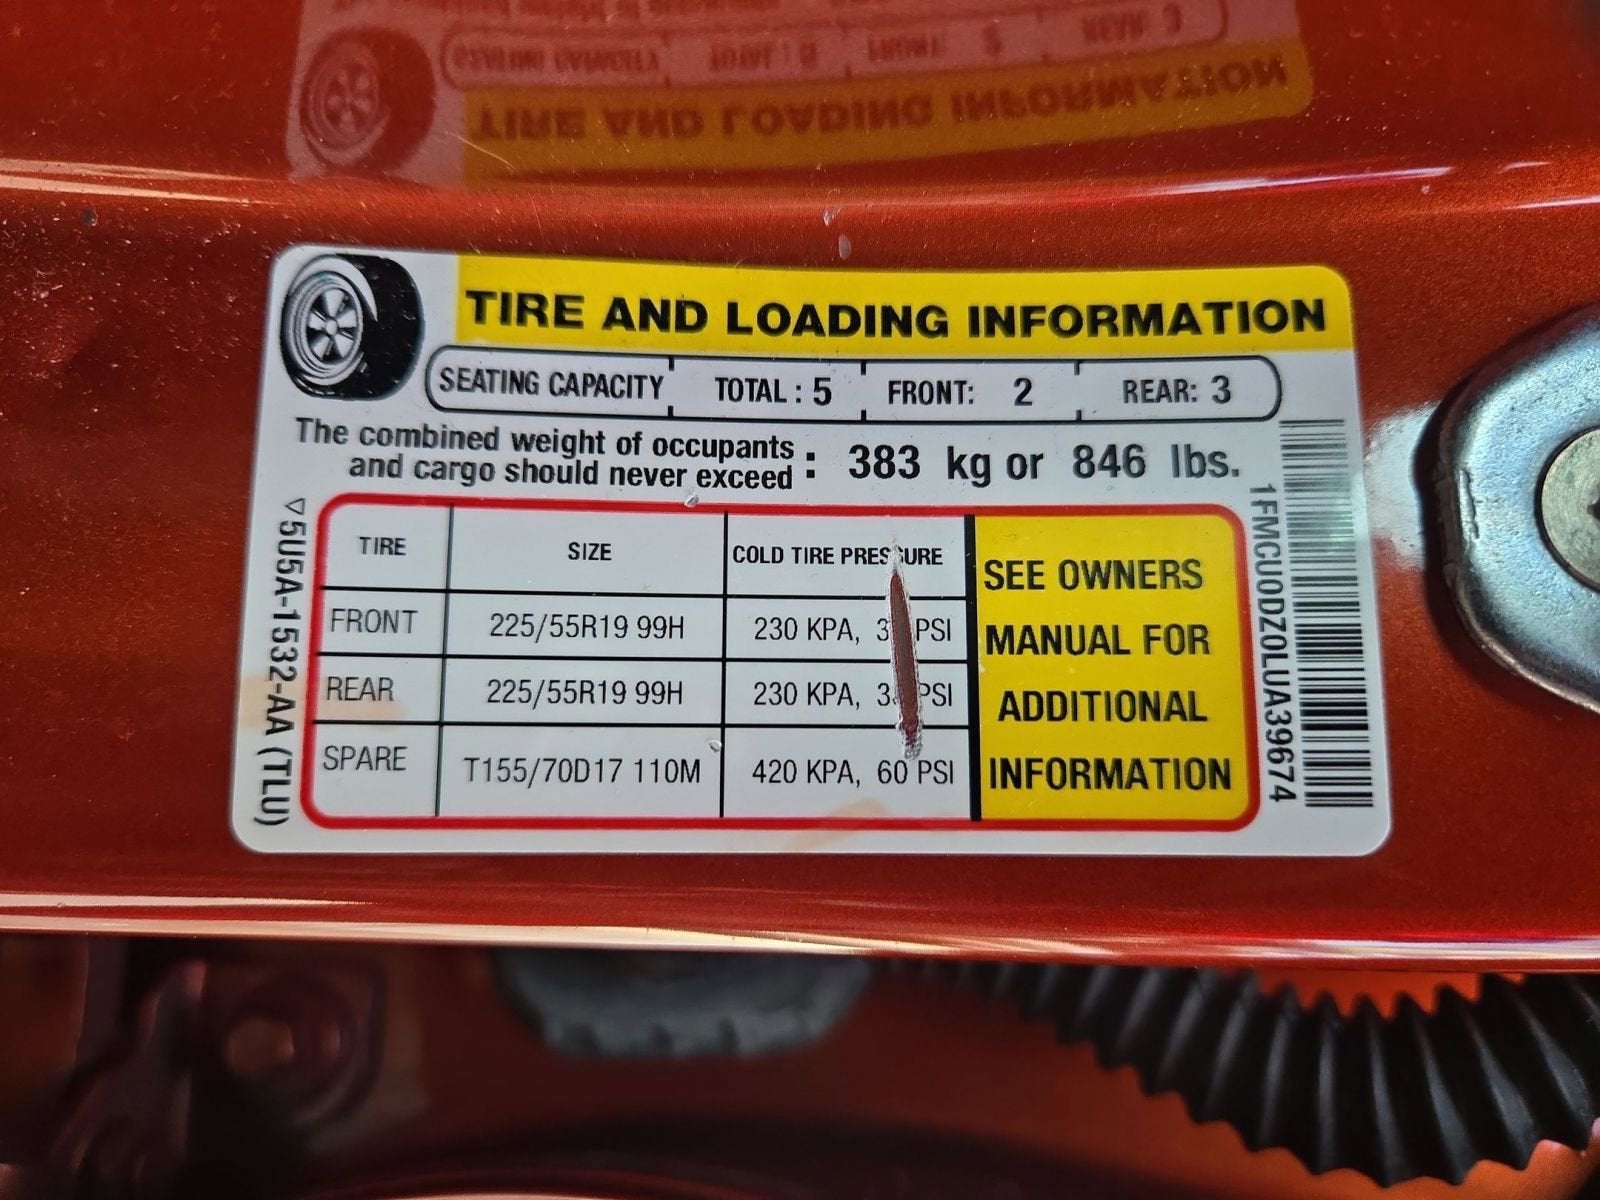 TIRE AND LOADING INFORMATION
SEATING CAPACITY TOTAL : 5 FRONT: 2 REAR: 3
The combined weight of occupants
and cargo should never exceed : 383 kg or 846 lbs.
TIRE SIZE COLD TIRE PRESSURE
FRONT 225/55R19 99H 230 KPA, PSI
REAR 225/55R19 99H 230 KPA, PSI
SPARE T155/70D17 110M 420 KPA, 60 PSI
SEE OWNERS
MANUAL FOR
ADDITIONAL
INFORMATION
5U5A-1532-AA (TLU)
1FMCU0DZ0LUA39674